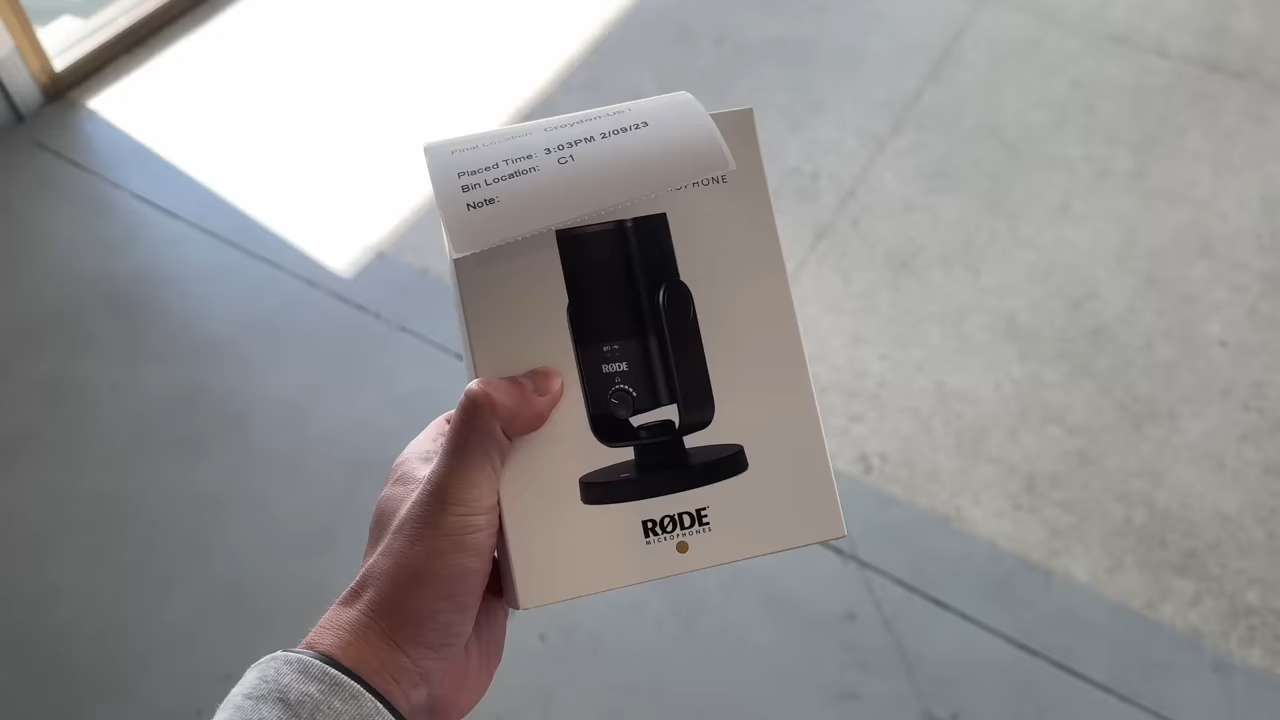 Final Location: Croydon-US1
Placed Time: 3:03PM 2/09/23
Bin Location: C1
Note:
RØDE
RØDE
MICROPHONES